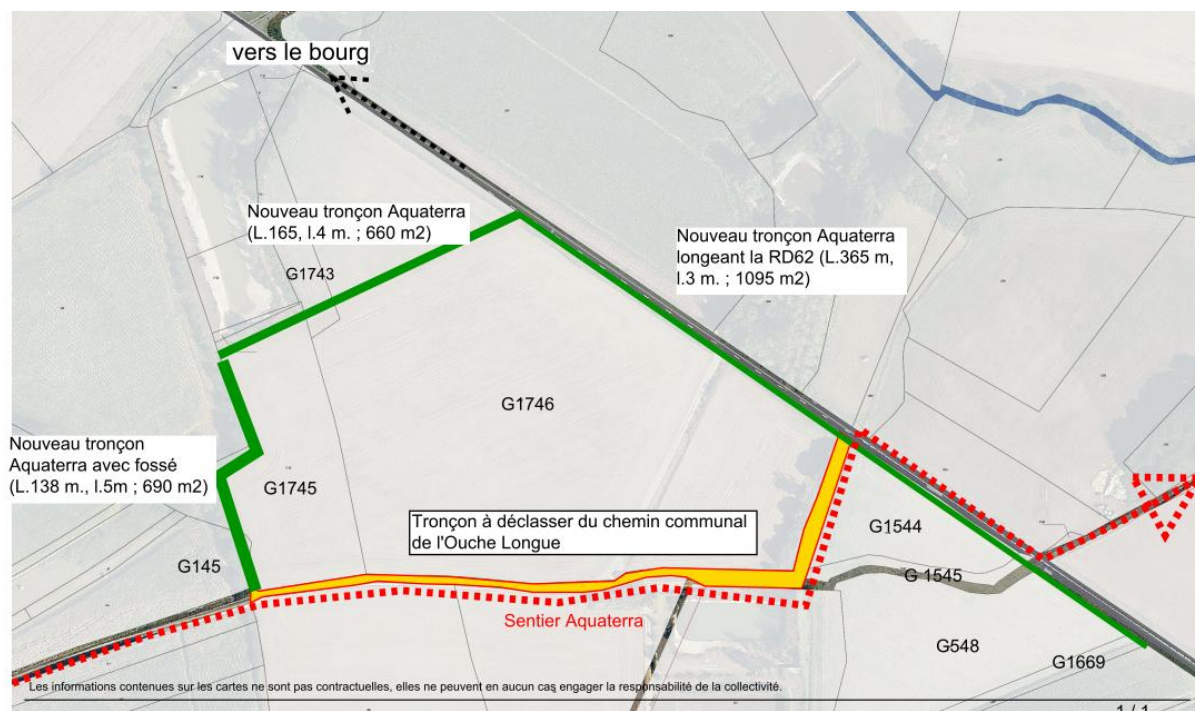 vers le bourg
Nouveau tronçon Aquaterra
(L.165, l.4 m. ; 660 m2)
Nouveau tronçon Aquaterra
longeant la RD62 (L.365 m,
l.3 m. ; 1095 m2)
G1743
G1746
Nouveau tronçon
Aquaterra avec fossé
(L.138 m., l.5m ; 690 m2)
G1745
Tronçon à déclasser du chemin communal
de l'Ouche Longue
G1544
G145
G 1545
Sentier Aquaterra
G548
G1669
Les informations contenues sur les cartes ne sont pas contractuelles, elles ne peuvent en aucun cas engager la responsabilité de la collectivité.
1 / 1